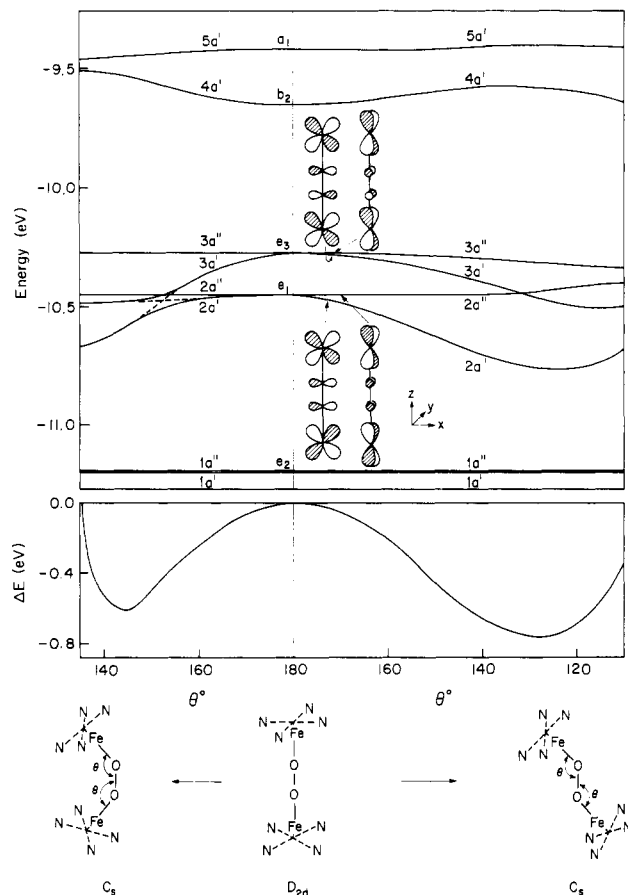 5a' a₁ 5a'
-9.5
4a' b₂ 4a'
-10.0
Energy (eV)
3a" e₃ 3a"
3a' 3a'
2a" e₁ 2a"
-10.5
2a' 2a'
z
y
x
-11.0
1a" e₂ 1a"
1a' 1a'
0.0
ΔE (eV)
-0.4
-0.8
140 160 180 160 140 120
θ° θ°
N N N N N N N N N N N N
Fe Fe Fe
θ O O O θ
θ O O O θ
Fe Fe Fe
N N N N N N N N N N N N
Cₛ D₂d Cₛ